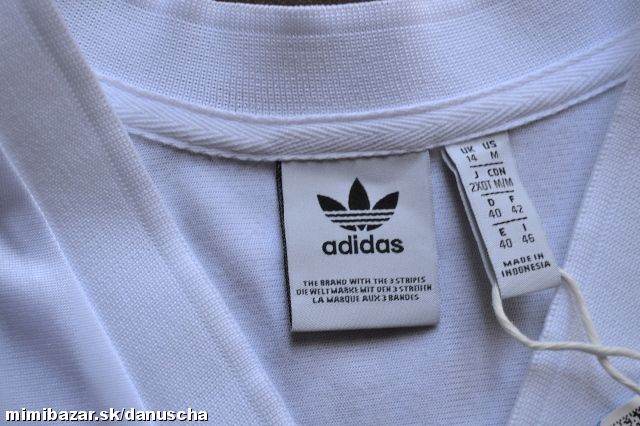 adidas
THE BRAND WITH THE 3 STRIPES
DIE WELTMARKE MIT DEN 3 STREIFEN
LA MARQUE AUX 3 BANDES
UK US
14 M
J CDN
2XOT M/M
D F
40 42
E I
40 46
MADE IN
INDONESIA
mimibazar.sk/danuscha